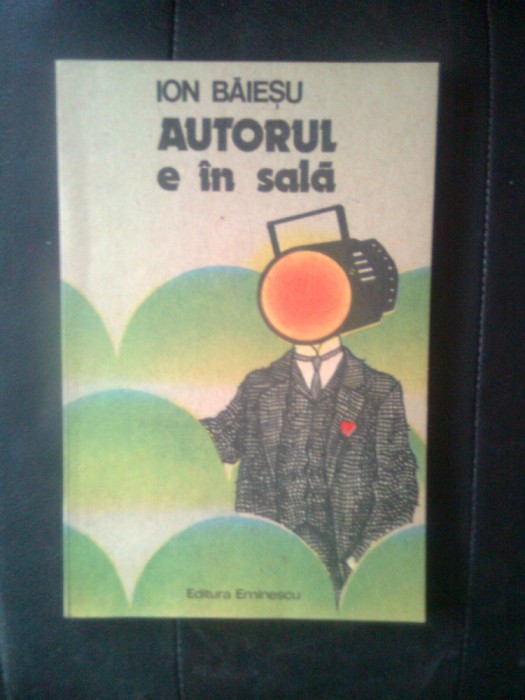 ION BĂIEȘU
AUTORUL
e în sală
Editura Eminescu